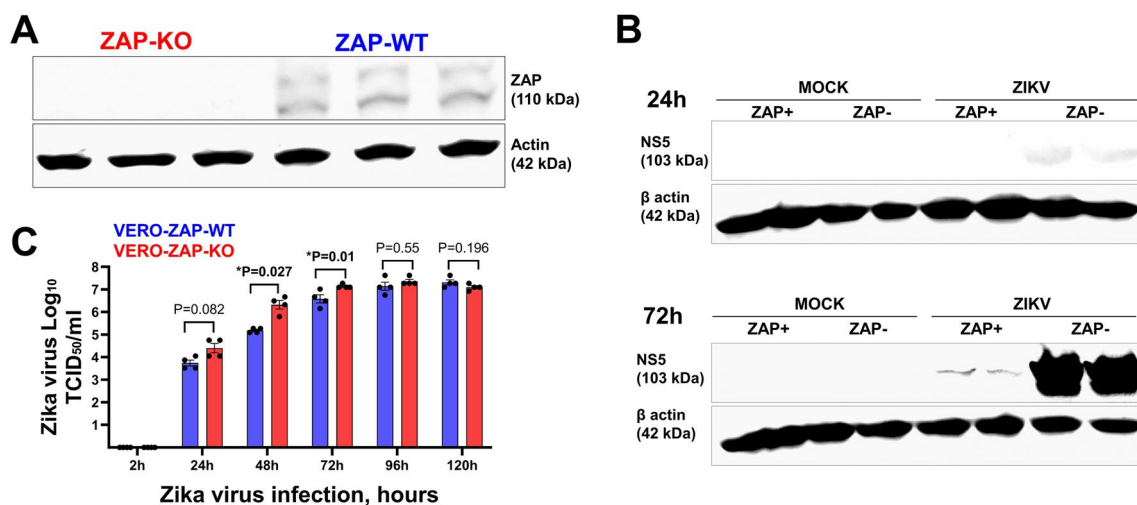 A
ZAP-KO ZAP-WT
ZAP
(110 kDa)
Actin
(42 kDa)
B
24h
MOCK ZIKV
ZAP+ ZAP- ZAP+ ZAP-
NS5
(103 kDa)
β actin
(42 kDa)
72h
MOCK ZIKV
ZAP+ ZAP- ZAP+ ZAP-
NS5
(103 kDa)
β actin
(42 kDa)
C
VERO-ZAP-WT
VERO-ZAP-KO
Zika virus Log10
TCID50/ml
8
7
6
5
4
3
2
1
P=0.082
*P=0.027
*P=0.01
P=0.55
P=0.196
2h 24h 48h 72h 96h 120h
Zika virus infection, hours